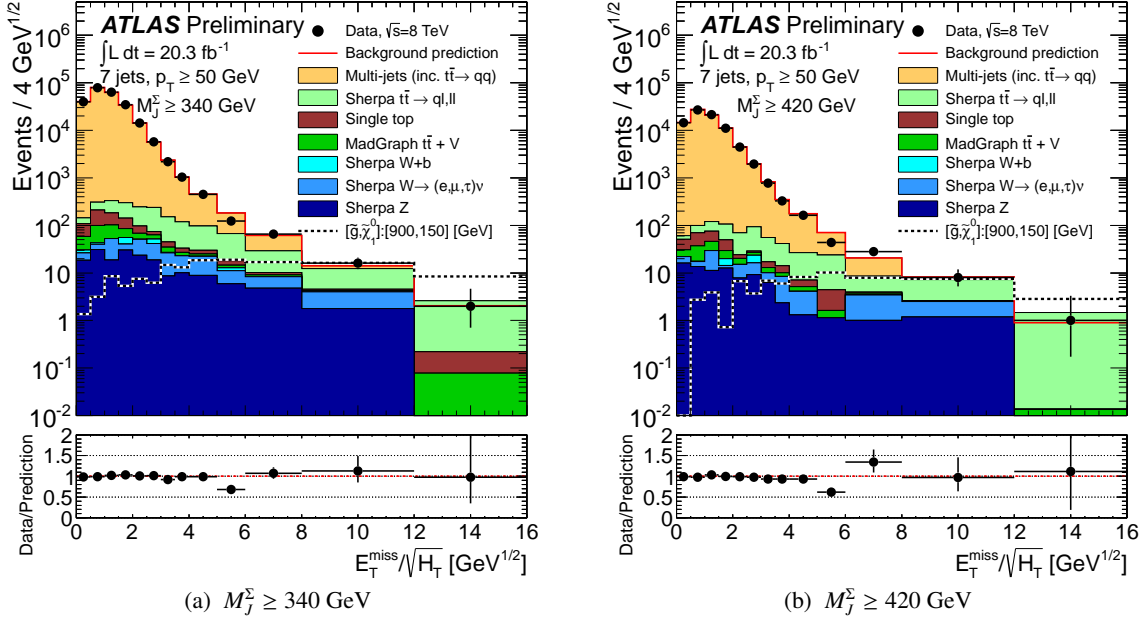 ATLAS Preliminary
∫L dt = 20.3 fb⁻¹
7 jets, p_T ≥ 50 GeV
M_J^Σ ≥ 340 GeV
Data, √s=8 TeV
Background prediction
Multi-jets (inc. tt̄→ qq)
Sherpa tt̄ → ql,ll
Single top
MadGraph tt̄ + V
Sherpa W+b
Sherpa W→ (e,μ,τ)ν
Sherpa Z
[g̃,χ̃₁⁰]:[900,150] [GeV]
Events / 4 GeV^1/2
10⁶
10⁵
10⁴
10³
10²
10
1
10⁻¹
10⁻²
Data/Prediction
2
1.5
1
0.5
0
0 2 4 6 8 10 12 14 16
E_T^miss/√H_T [GeV^1/2]
(a) M_J^Σ ≥ 340 GeV
ATLAS Preliminary
∫L dt = 20.3 fb⁻¹
7 jets, p_T ≥ 50 GeV
M_J^Σ ≥ 420 GeV
Data, √s=8 TeV
Background prediction
Multi-jets (inc. tt̄→ qq)
Sherpa tt̄ → ql,ll
Single top
MadGraph tt̄ + V
Sherpa W+b
Sherpa W→ (e,μ,τ)ν
Sherpa Z
[g̃,χ̃₁⁰]:[900,150] [GeV]
Events / 4 GeV^1/2
10⁶
10⁵
10⁴
10³
10²
10
1
10⁻¹
10⁻²
Data/Prediction
2
1.5
1
0.5
0
0 2 4 6 8 10 12 14 16
E_T^miss/√H_T [GeV^1/2]
(b) M_J^Σ ≥ 420 GeV